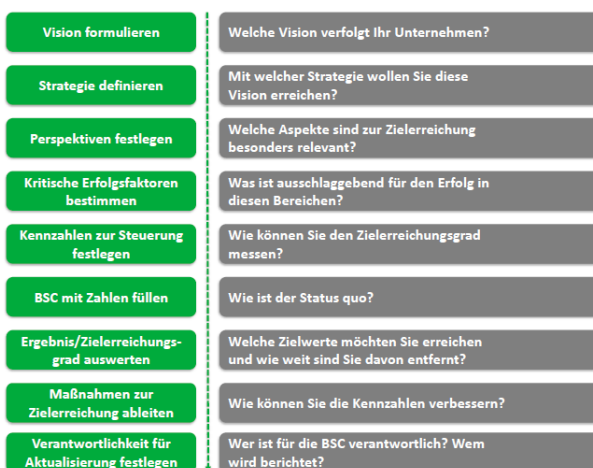 Vision formulieren
Welche Vision verfolgt Ihr Unternehmen?
Strategie definieren
Mit welcher Strategie wollen Sie diese
Vision erreichen?
Perspektiven festlegen
Welche Aspekte sind zur Zielerreichung
besonders relevant?
Kritische Erfolgsfaktoren
bestimmen
Was ist ausschlaggebend für den Erfolg in
diesen Bereichen?
Kennzahlen zur Steuerung
festlegen
Wie können Sie den Zielerreichungsgrad
messen?
BSC mit Zahlen füllen
Wie ist der Status quo?
Ergebnis/Zielerreichungs-
grad auswerten
Welche Zielwerte möchten Sie erreichen
und wie weit sind Sie davon entfernt?
Maßnahmen zur
Zielerreichung ableiten
Wie können Sie die Kennzahlen verbessern?
Verantwortlichkeit für
Aktualisierung festlegen
Wer ist für die BSC verantwortlich? Wem
wird berichtet?